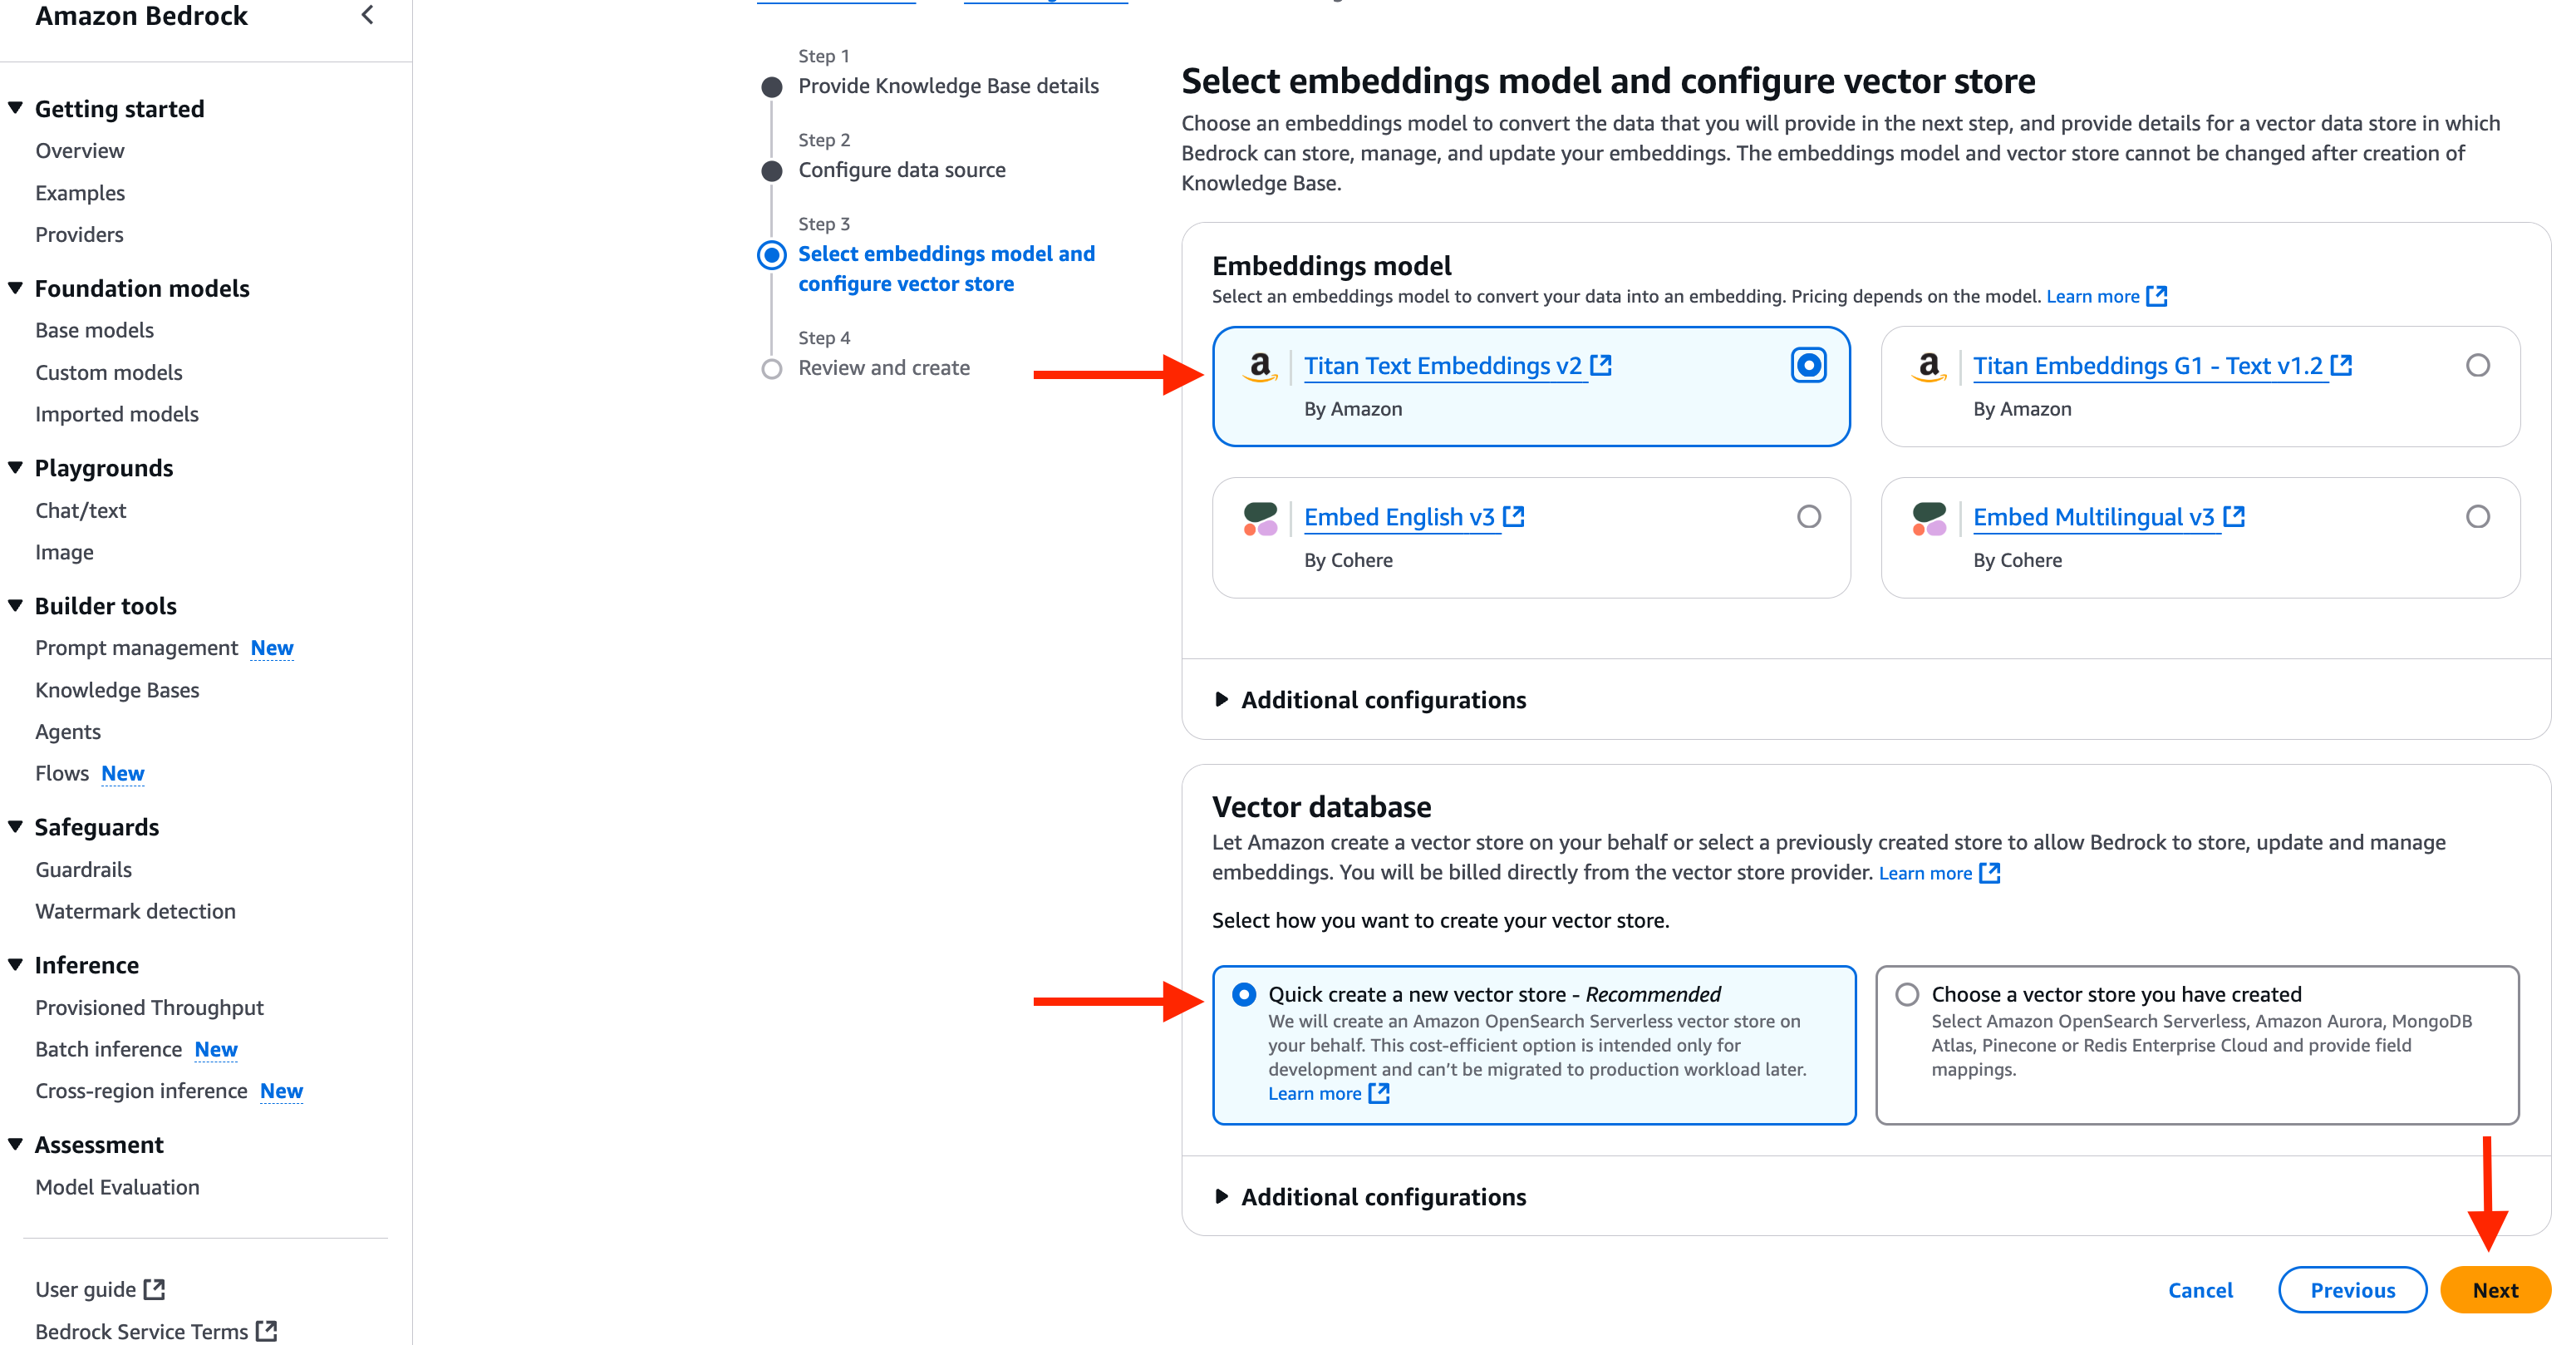 Amazon Bedrock
Getting started
Overview
Examples
Providers
Foundation models
Base models
Custom models
Imported models
Playgrounds
Chat/text
Image
Builder tools
Prompt management New
Knowledge Bases
Agents
Flows New
Safeguards
Guardrails
Watermark detection
Inference
Provisioned Throughput
Batch inference New
Cross-region inference New
Assessment
Model Evaluation
User guide
Bedrock Service Terms
Step 1
Provide Knowledge Base details
Step 2
Configure data source
Step 3
Select embeddings model and
configure vector store
Step 4
Review and create
Select embeddings model and configure vector store
Choose an embeddings model to convert the data that you will provide in the next step, and provide details for a vector data store in which
Bedrock can store, manage, and update your embeddings. The embeddings model and vector store cannot be changed after creation of
Knowledge Base.
Embeddings model
Select an embeddings model to convert your data into an embedding. Pricing depends on the model. Learn more
a Titan Text Embeddings v2
By Amazon
a Titan Embeddings G1 - Text v1.2
By Amazon
Embed English v3
By Cohere
Embed Multilingual v3
By Cohere
Additional configurations
Vector database
Let Amazon create a vector store on your behalf or select a previously created store to allow Bedrock to store, update and manage
embeddings. You will be billed directly from the vector store provider. Learn more
Select how you want to create your vector store.
Quick create a new vector store - Recommended
We will create an Amazon OpenSearch Serverless vector store on
your behalf. This cost-efficient option is intended only for
development and can't be migrated to production workload later.
Learn more
Choose a vector store you have created
Select Amazon OpenSearch Serverless, Amazon Aurora, MongoDB
Atlas, Pinecone or Redis Enterprise Cloud and provide field
mappings.
Additional configurations
Cancel
Previous
Next